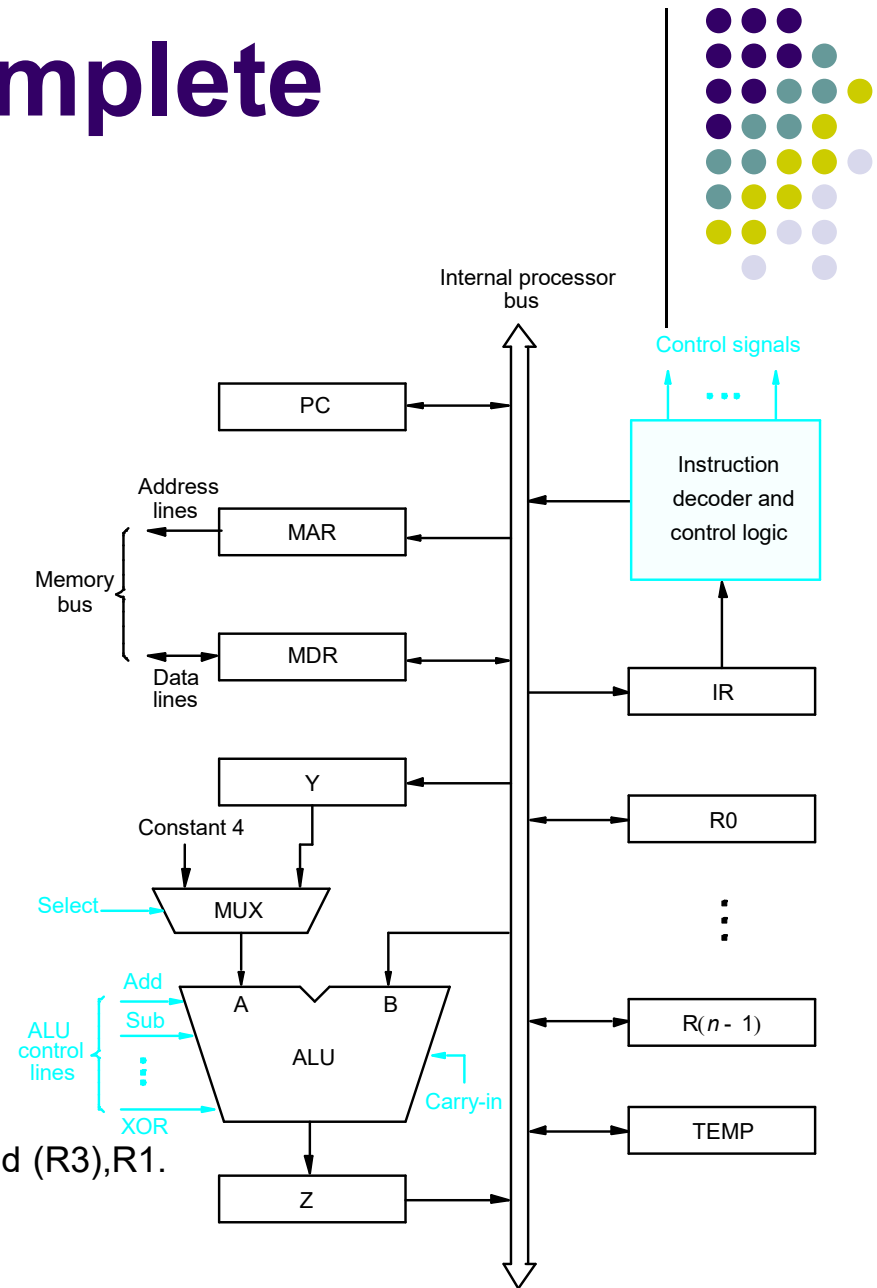 mplete
Internal processor
bus
Control signals
PC
Instruction
decoder and
control logic
Address
lines
MAR
Memory
bus
MDR
Data
lines
IR
Y
R0
Constant 4
Select
MUX
Add
A
B
R(n - 1)
Sub
ALU
control
lines
ALU
Carry-in
XOR
TEMP
d (R3),R1.
Z